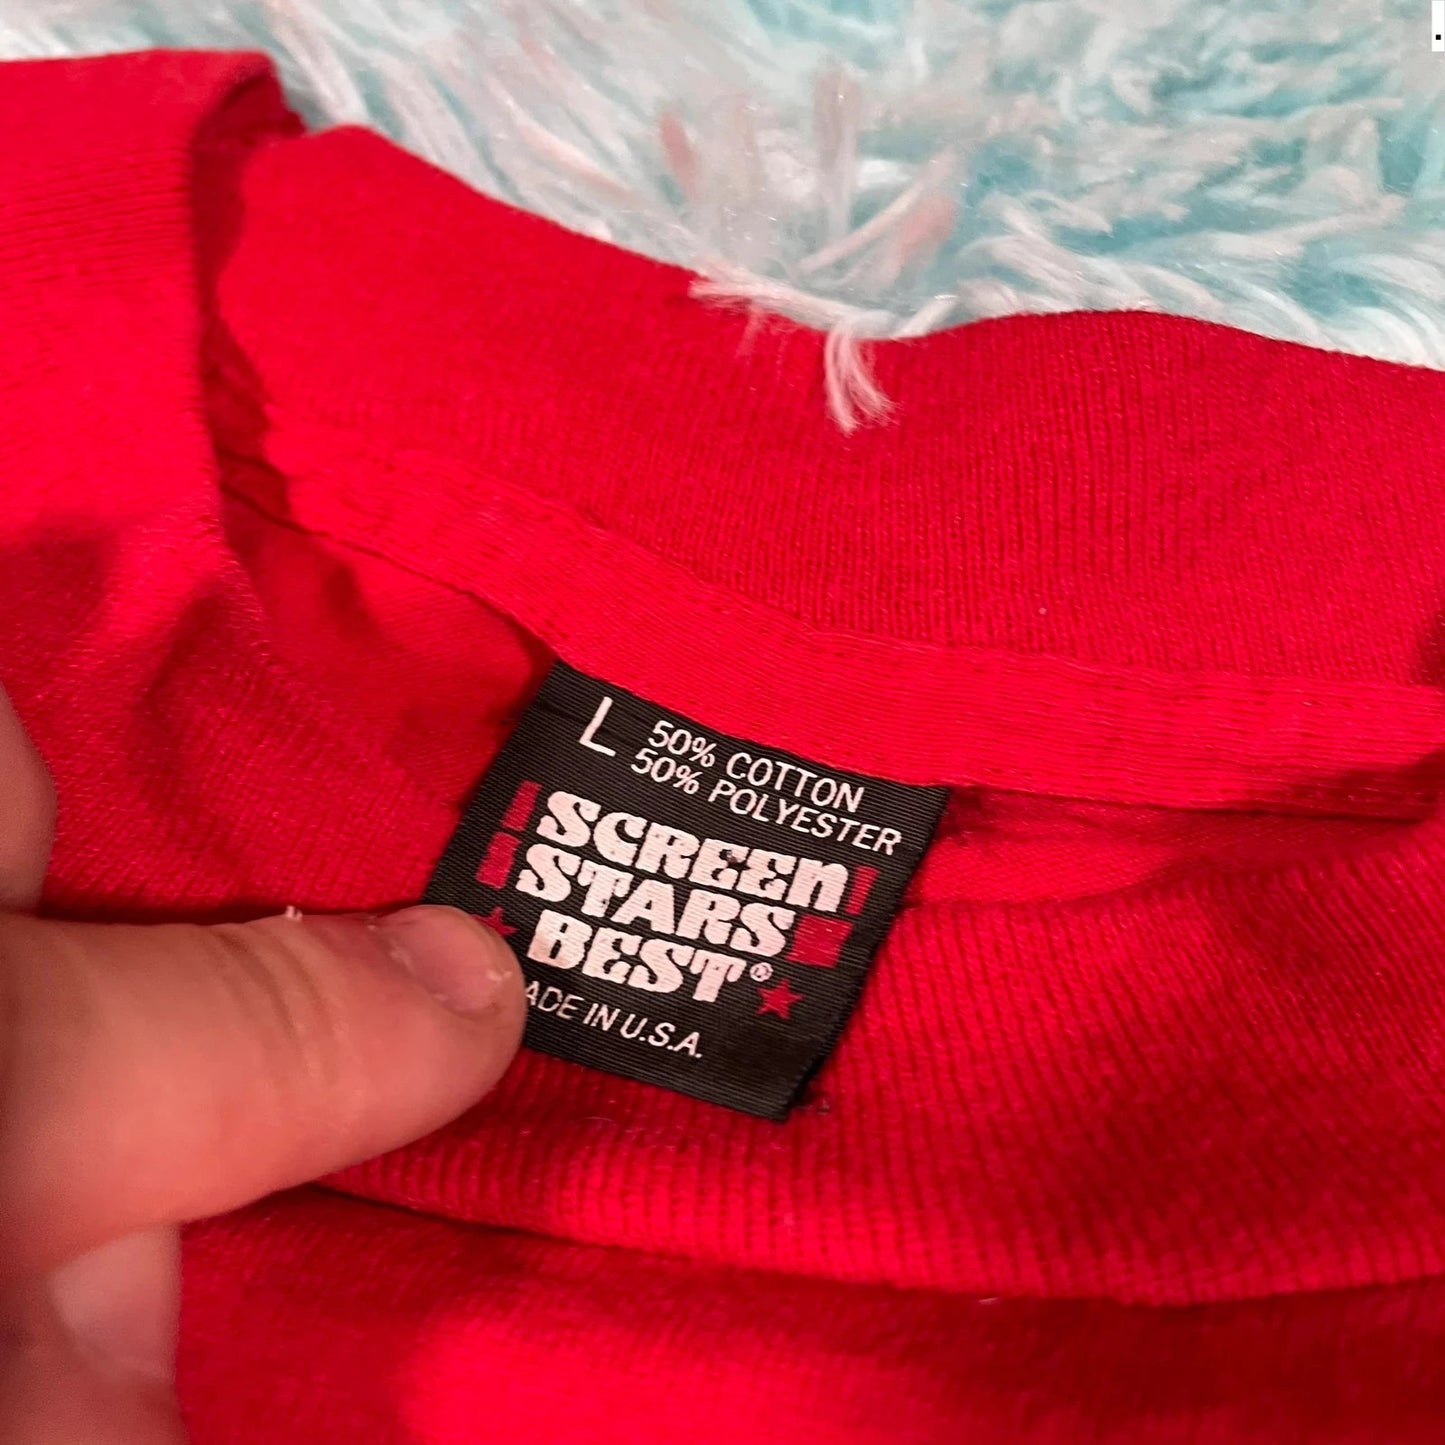 L 50% COTTON
50% POLYESTER
SCREEN
STARS
BEST®
ADE IN U.S.A.